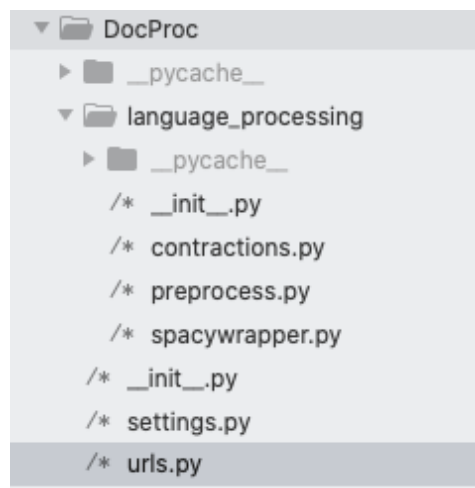 DocProc
__pycache__
language_processing
__pycache__
/* __init__.py
/* contractions.py
/* preprocess.py
/* spacywrapper.py
/* __init__.py
/* settings.py
/* urls.py